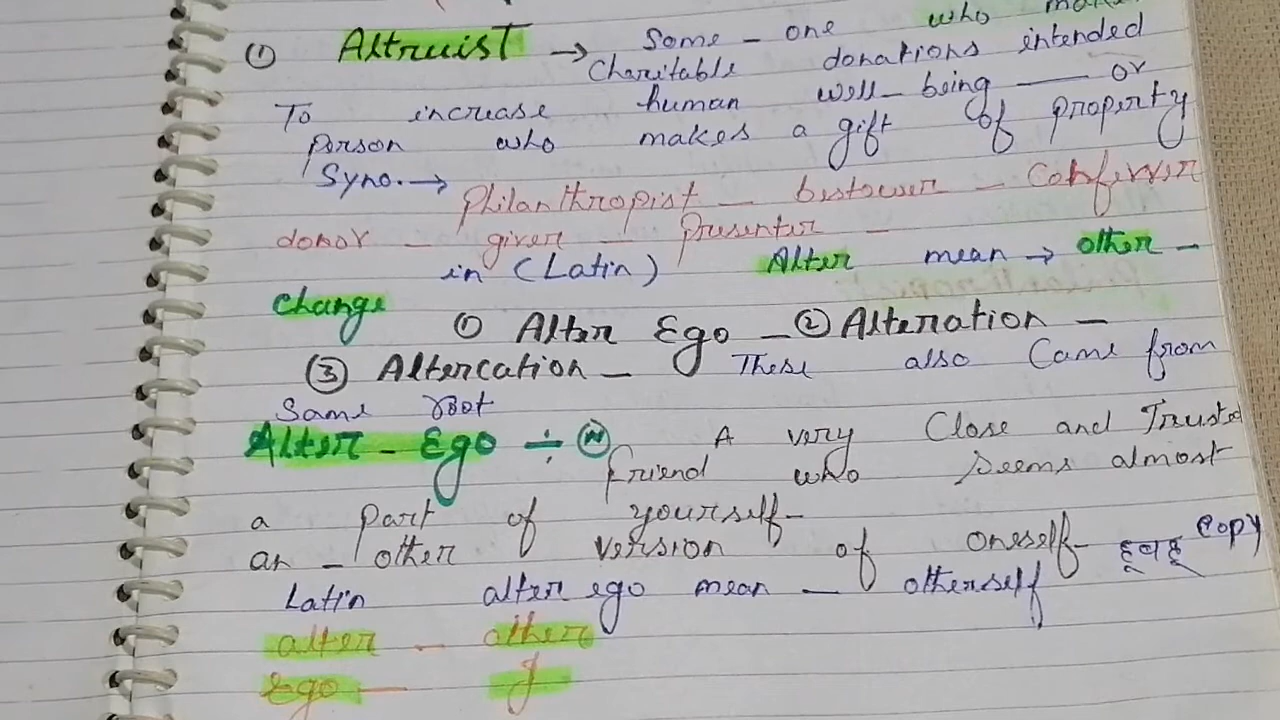 ① Altruist → Some - one who make
Charitable donations intended
To increase human well-being — or
Person who makes a gift of property
Syno. → Philanthropist - bestower - Conferrer
donor - giver - Presenter -
in (Latin) Alter mean → other -
Change
① Alter Ego - ② Alteration -
③ Altercation - These also Came from
Same root
Alter - Ego ÷ (N) A very Close and Trusted
friend who seems almost
a part of yourself-
an - other version of oneself- हूबहू Copy
Latin alter ego mean - otherself
alter - other
Ego — I